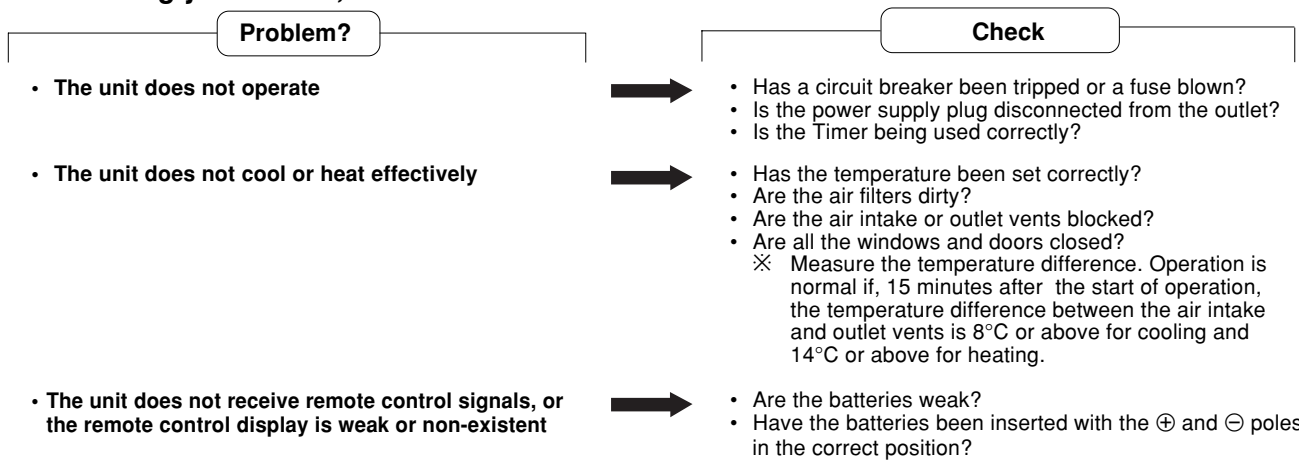 Problem?
Check
• The unit does not operate
• Has a circuit breaker been tripped or a fuse blown?
• Is the power supply plug disconnected from the outlet?
• Is the Timer being used correctly?
• The unit does not cool or heat effectively
• Has the temperature been set correctly?
• Are the air filters dirty?
• Are the air intake or outlet vents blocked?
• Are all the windows and doors closed?
※ Measure the temperature difference. Operation is
normal if, 15 minutes after the start of operation,
the temperature difference between the air intake
and outlet vents is 8°C or above for cooling and
14°C or above for heating.
• The unit does not receive remote control signals, or
the remote control display is weak or non-existent
• Are the batteries weak?
• Have the batteries been inserted with the ⊕ and ⊖ poles
in the correct position?